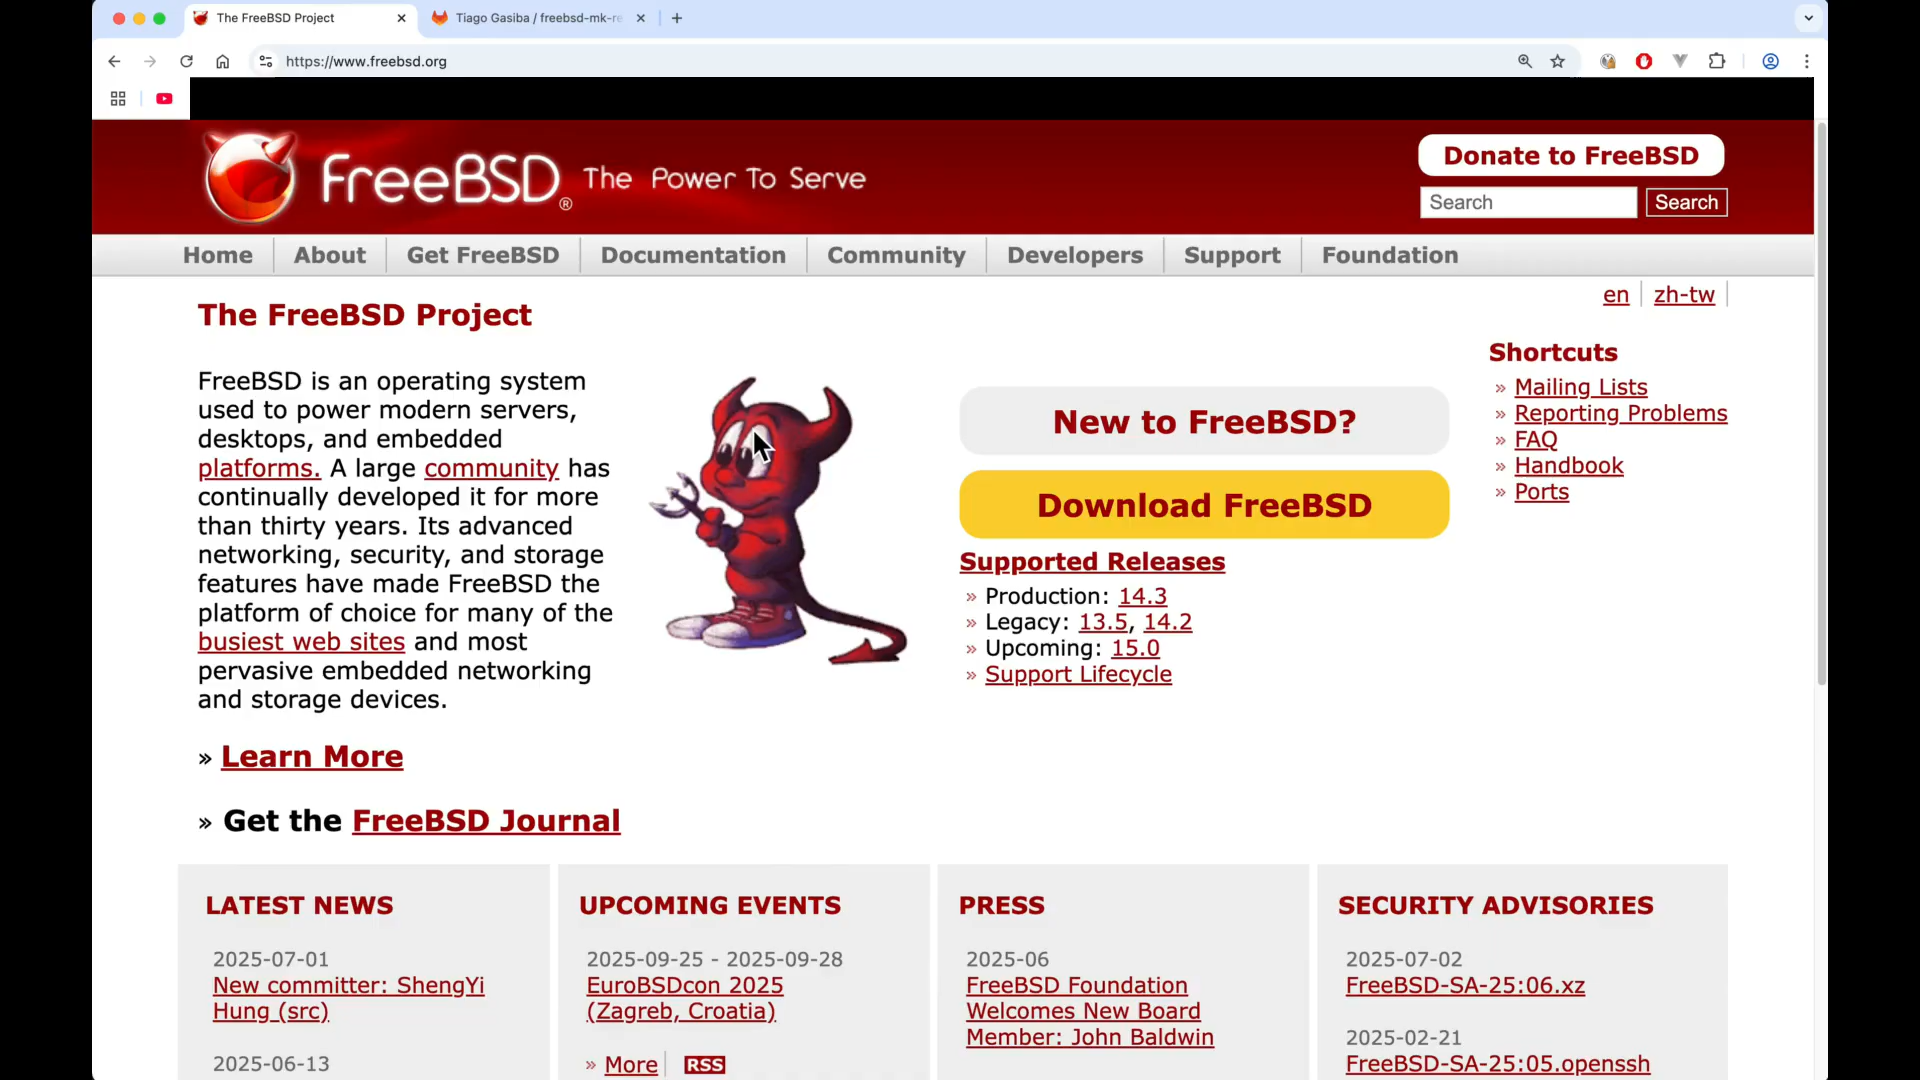 The FreeBSD Project
Tiago Gasiba / freebsd-mk-re
https://www.freebsd.org
FreeBSD® The Power To Serve
Donate to FreeBSD
Search
Search
Home
About
Get FreeBSD
Documentation
Community
Developers
Support
Foundation
en
zh-tw
The FreeBSD Project
FreeBSD is an operating system
used to power modern servers,
desktops, and embedded
platforms. A large community has
continually developed it for more
than thirty years. Its advanced
networking, security, and storage
features have made FreeBSD the
platform of choice for many of the
busiest web sites and most
pervasive embedded networking
and storage devices.
» Learn More
» Get the FreeBSD Journal
New to FreeBSD?
Download FreeBSD
Supported Releases
» Production: 14.3
» Legacy: 13.5, 14.2
» Upcoming: 15.0
» Support Lifecycle
Shortcuts
» Mailing Lists
» Reporting Problems
» FAQ
» Handbook
» Ports
LATEST NEWS
2025-07-01
New committer: ShengYi
Hung (src)
2025-06-13
UPCOMING EVENTS
2025-09-25 - 2025-09-28
EuroBSDcon 2025
(Zagreb, Croatia)
» More
RSS
PRESS
2025-06
FreeBSD Foundation
Welcomes New Board
Member: John Baldwin
SECURITY ADVISORIES
2025-07-02
FreeBSD-SA-25:06.xz
2025-02-21
FreeBSD-SA-25:05.openssh